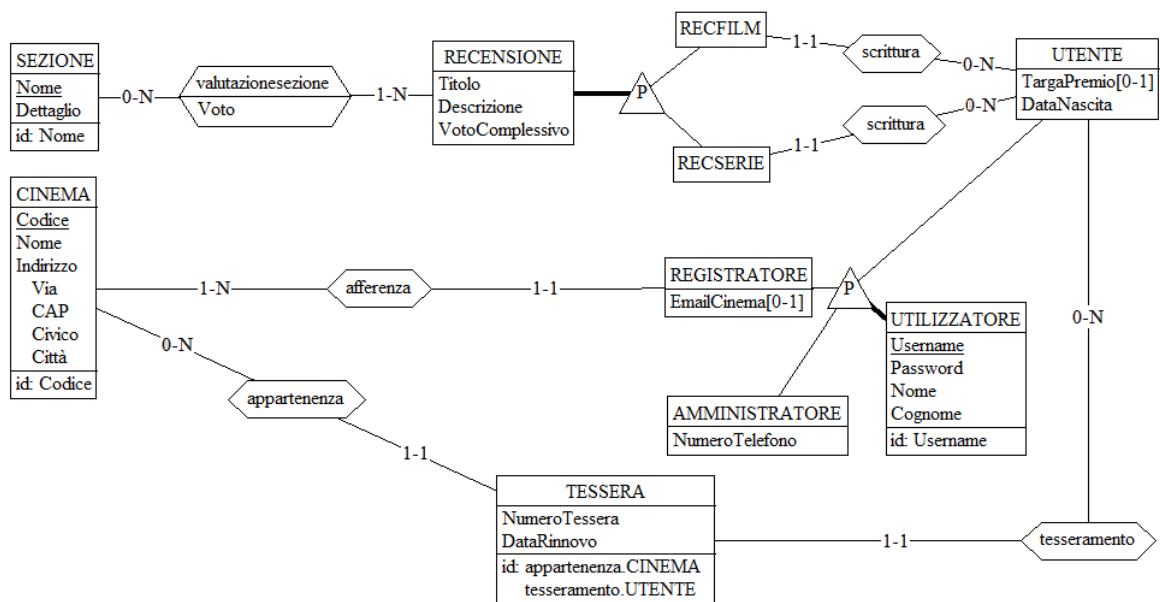 SEZIONE
Nome
Dettaglio
id: Nome
0-N
valutazionesezione
Voto
1-N
RECENSIONE
Titolo
Descrizione
VotoComplessivo
P
RECFILM
1-1
scrittura
0-N
RECSERIE
1-1
scrittura
0-N
UTENTE
TargaPremio[0-1]
DataNascita
CINEMA
Codice
Nome
Indirizzo
Via
CAP
Civico
Città
id: Codice
1-N
afferenza
1-1
REGISTRATORE
EmailCinema[0-1]
P
UTILIZZATORE
Username
Password
Nome
Cognome
id: Username
0-N
0-N
appartenenza
1-1
AMMINISTRATORE
NumeroTelefono
TESSERA
NumeroTessera
DataRinnovo
id: appartenenza.CINEMA
tesseramento.UTENTE
1-1
tesseramento